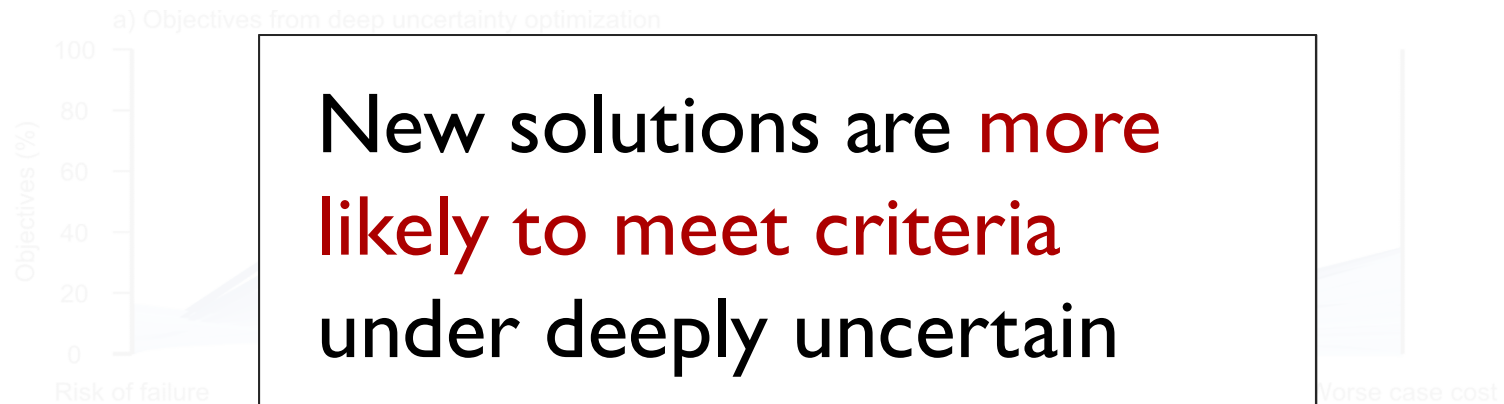 a) Objectives from deep uncertainty optimization
100
80
60
40
20
0
Objectives (%)
New solutions are more
likely to meet criteria
under deeply uncertain
Risk of failure
Worse case cost